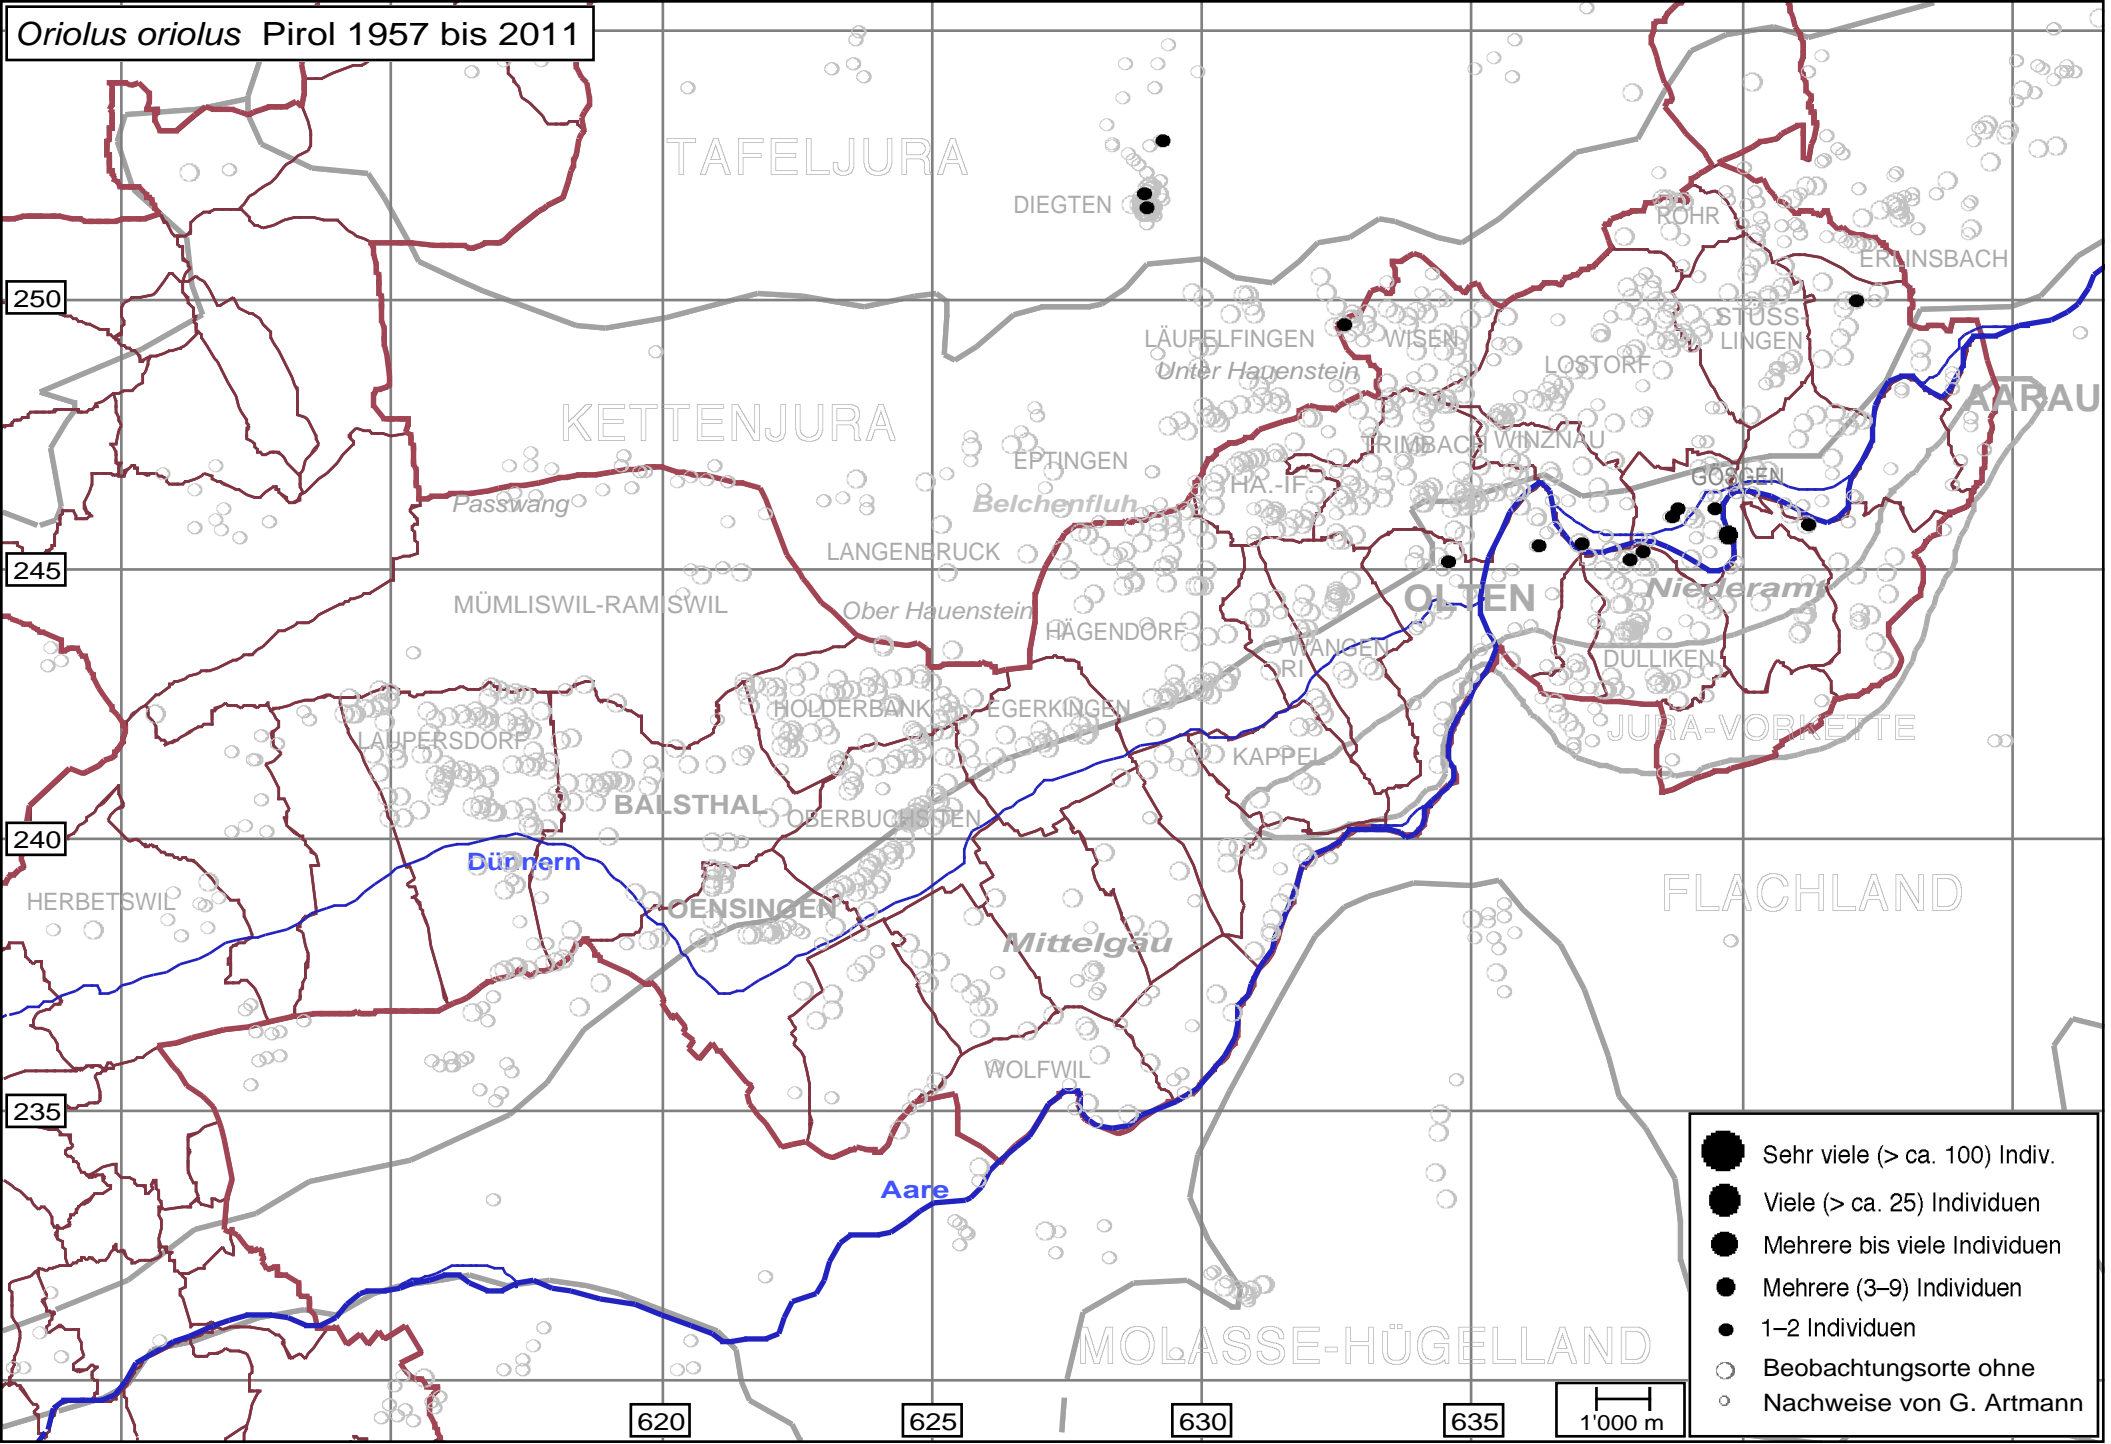 Oriolus oriolus Pirol 1957 bis 2011
TAFELJURA
DIEGTEN
ROHR
ERLINSBACH
250
STÜSS-
LINGEN
LÄUFELFINGEN
WISEN
Unter Hauenstein
LOSTORF
AARAU
KETTENJURA
TRIMBACH
WINZNAU
EPTINGEN
GÖSGEN
HA.-IF.
Passwang
Belchenfluh
LANGENBRUCK
245
MÜMLISWIL-RAMISWIL
Ober Hauenstein
OLTEN
Niederamt
HÄGENDORF
WANGEN
RI
DULLIKEN
HOLDERBANK
EGERKINGEN
JURA-VORKETTE
LAUPERSDORF
KAPPEL
BALSTHAL
OBERBUCHSITEN
240
Dünnern
FLACHLAND
HERBETSWIL
OENSINGEN
Mittelgäu
WOLFWIL
235
Aare
MOLASSE-HÜGELLAND
Sehr viele (> ca. 100) Indiv.
Viele (> ca. 25) Individuen
Mehrere bis viele Individuen
Mehrere (3–9) Individuen
1–2 Individuen
Beobachtungsorte ohne
Nachweise von G. Artmann
620
625
630
635
1'000 m